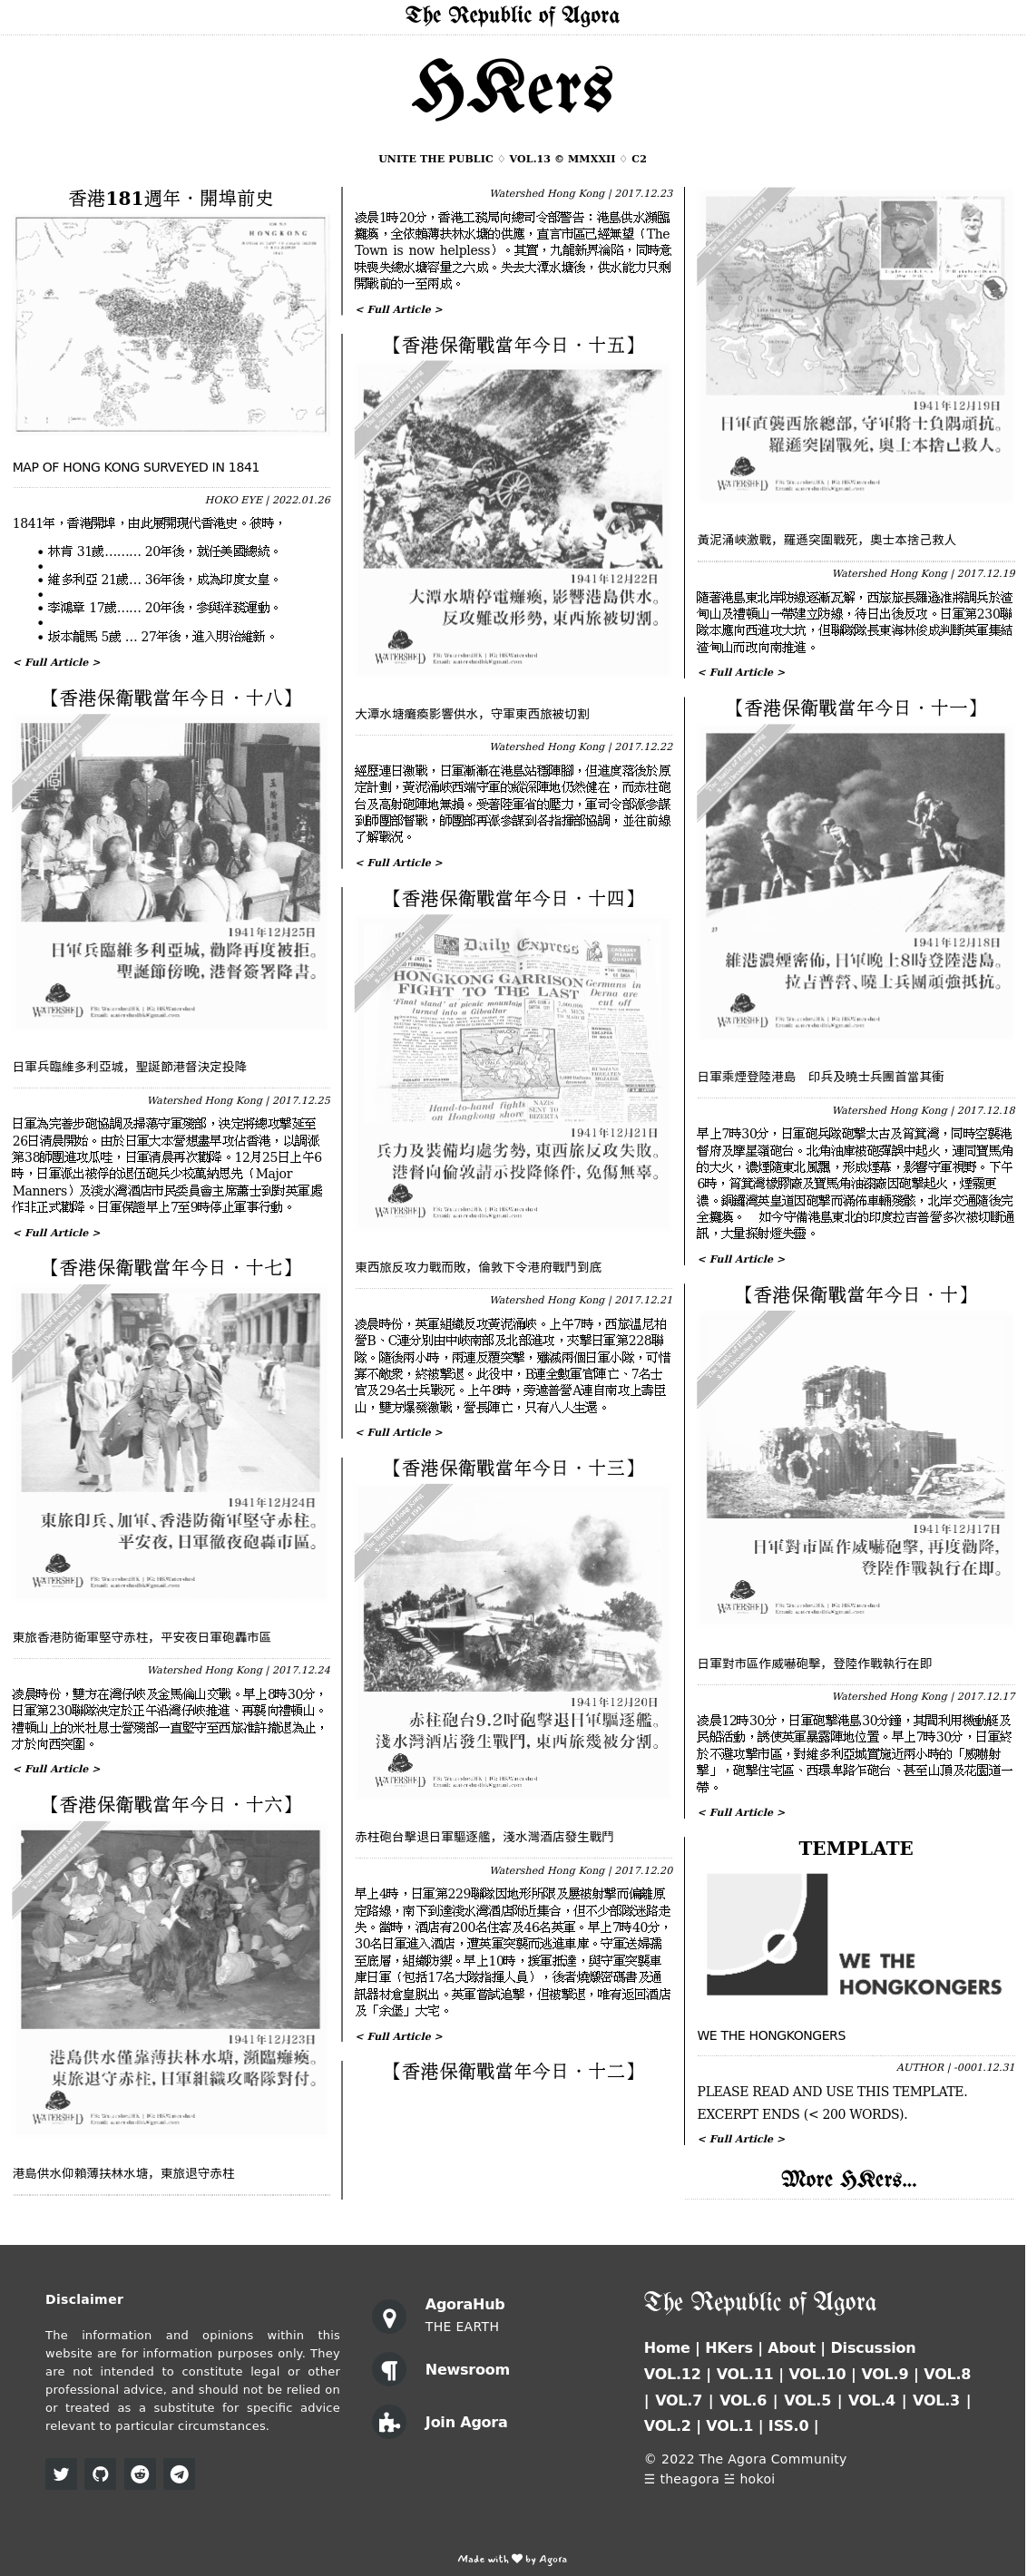 The Republic of Agora
HKers
UNITE THE PUBLIC ♢ VOL.13 © MMXXII ♢ C2
香港181週年・開埠前史
HONGKONG
MAP OF HONG KONG SURVEYED IN 1841
HOKO EYE | 2022.01.26
1841年，香港開埠，由此展開現代香港史。彼時，
• 林肯 31歲……… 20年後，就任美國總統。
•
• 維多利亞 21歲… 36年後，成為印度女皇。
•
• 李鴻章 17歲…… 20年後，參與洋務運動。
•
• 坂本龍馬 5歲 … 27年後，進入明治維新。
< Full Article >
【香港保衛戰當年今日・十八】
1941年12月25日
日軍兵臨維多利亞城，勸降再度被拒。
聖誕節傍晚，港督簽署降書。
WATERSHED
日軍兵臨維多利亞城，聖誕節港督決定投降
Watershed Hong Kong | 2017.12.25
日軍為完善步砲協調及掃蕩守軍殘部，決定將總攻擊延至
26日清晨開始。由於日軍大本營想盡早攻佔香港，以調派
第38師團進攻瓜哇，日軍清晨再次勸降。12月25日上午6
時，日軍派出被俘的退伍砲兵少校萬納思先（Major
Manners）及淺水灣酒店市民委員會主席蕭士到對英軍處
作非正式勸降。日軍保證早上7至9時停止軍事行動。
< Full Article >
【香港保衛戰當年今日・十七】
1941年12月24日
東旅印兵、加軍、香港防衛軍堅守赤柱。
平安夜，日軍徹夜砲轟市區。
WATERSHED
東旅香港防衛軍堅守赤柱，平安夜日軍砲轟市區
Watershed Hong Kong | 2017.12.24
凌晨時份，雙方在灣仔峽及金馬倫山交戰。早上8時30分，
日軍第230聯隊決定於正午沿灣仔峽推進、再襲向禮頓山。
禮頓山上的米杜息士營殘部一直堅守至西旅准許撤退為止，
才於向西突圍。
< Full Article >
【香港保衛戰當年今日・十六】
1941年12月23日
港島供水僅靠薄扶林水塘，瀕臨癱瘓。
東旅退守赤柱，日軍組織攻略隊對付。
WATERSHED
港島供水仰賴薄扶林水塘，東旅退守赤柱
Watershed Hong Kong | 2017.12.23
凌晨1時20分，香港工務局向總司令部警告：港島供水瀕臨
癱瘓，全依賴薄扶林水塘的供應，直言市區已經無望（The
Town is now helpless）。其實，九龍新界淪陷，同時意
味喪失總水塘容量之六成。失去大潭水塘後，供水能力只剩
開戰前的一至兩成。
< Full Article >
【香港保衛戰當年今日・十五】
1941年12月22日
大潭水塘停電癱瘓，影響港島供水。
反攻難改形勢，東西旅被切割。
WATERSHED
大潭水塘癱瘓影響供水，守軍東西旅被切割
Watershed Hong Kong | 2017.12.22
經歷連日激戰，日軍漸漸在港島站穩陣腳，但進度落後於原
定計劃，黃泥涌峽西端守軍的縱深陣地仍然健在，而赤柱砲
台及高射砲陣地無損。受著陸軍省的壓力，軍司令部派參謀
到師團部督戰，師團部再派參謀到各指揮部協調，並往前線
了解戰況。
< Full Article >
【香港保衛戰當年今日・十四】
Daily Express
HONGKONG GARRISON
FIGHT TO THE LAST
'Final stand' at picnic mountain
turned into a Gibraltar
Germans in
Derna are
cut off
Hand-to-hand fights
on Hongkong shore
1941年12月21日
兵力及裝備均處劣勢，東西旅反攻失敗。
港督向倫敦請示投降條件，免傷無辜。
WATERSHED
東西旅反攻力戰而敗，倫敦下令港府戰鬥到底
Watershed Hong Kong | 2017.12.21
凌晨時份，英軍組織反攻黃泥涌峽。上午7時，西旅溫尼柏
營B、C連分別由中峽南部及北部進攻，夾擊日軍第228聯
隊。隨後兩小時，兩連反覆突擊，殲滅兩個日軍小隊，可惜
寡不敵眾，終被擊退。此役中，B連全數軍官陣亡、7名士
官及29名士兵戰死。上午8時，旁遮普營A連自南攻上壽臣
山，雙方爆發激戰，營長陣亡，只有八人生還。
< Full Article >
【香港保衛戰當年今日・十三】
1941年12月20日
赤柱砲台9.2吋砲擊退日軍驅逐艦。
淺水灣酒店發生戰鬥，東西旅幾被分割。
WATERSHED
赤柱砲台擊退日軍驅逐艦，淺水灣酒店發生戰鬥
Watershed Hong Kong | 2017.12.20
早上4時，日軍第229聯隊因地形所限及屢被射擊而偏離原
定路線，南下到達淺水灣酒店附近集合，但不少部隊迷路走
失。當時，酒店有200名住客及46名英軍。早上7時40分，
30名日軍進入酒店，遭英軍突襲而逃進車庫。守軍送婦孺
至底層，組織防禦。早上10時，援軍抵達，與守軍突襲車
庫日軍（包括17名大隊指揮人員），後者燒燬密碼書及通
訊器材倉皇脫出。英軍嘗試追擊，但被擊退，唯有返回酒店
及「余堡」大宅。
< Full Article >
【香港保衛戰當年今日・十二】
1941年12月19日
日軍直襲西旅總部，守軍將士負隅頑抗。
羅遜突圍戰死，奧士本捨己救人。
WATERSHED
黃泥涌峽激戰，羅遜突圍戰死，奧士本捨己救人
Watershed Hong Kong | 2017.12.19
隨著港島東北岸防線逐漸瓦解，西旅旅長羅遜准將調兵於渣
甸山及禮頓山一帶建立防線，待日出後反攻。日軍第230聯
隊本應向西進攻大坑，但聯隊隊長東海林俊成判斷英軍集結
渣甸山而改向南推進。
< Full Article >
【香港保衛戰當年今日・十一】
1941年12月18日
維港濃煙密佈，日軍晚上8時登陸港島。
拉吉普營、曉士兵團頑強抵抗。
WATERSHED
日軍乘煙登陸港島　印兵及曉士兵團首當其衝
Watershed Hong Kong | 2017.12.18
早上7時30分，日軍砲兵隊砲擊太古及筲箕灣，同時空襲港
督府及摩星嶺砲台。北角油庫被砲彈誤中起火，連同寶馬角
的大火，濃煙隨東北風飄，形成煙幕，影響守軍視野。下午
6時，筲箕灣橡膠廠及寶馬角油漆廠因砲擊起火，煙霧更
濃。銅鑼灣英皇道因砲擊而滿佈車輛殘骸，北岸交通隨後完
全癱瘓。　如今守備港島東北的印度拉吉普營多次被切斷通
訊，大量探射燈失靈。
< Full Article >
【香港保衛戰當年今日・十】
1941年12月17日
日軍對市區作威嚇砲擊，再度勸降，
登陸作戰執行在即。
WATERSHED
日軍對市區作威嚇砲擊，登陸作戰執行在即
Watershed Hong Kong | 2017.12.17
凌晨12時30分，日軍砲擊港島30分鐘，其間利用機動艇及
民船活動，誘使英軍暴露陣地位置。早上7時30分，日軍終
於不避攻擊市區，對維多利亞城實施近兩小時的「威嚇射
擊」，砲擊住宅區、西環卑路乍砲台、甚至山頂及花園道一
帶。
< Full Article >
TEMPLATE
WE THE
HONGKONGERS
WE THE HONGKONGERS
AUTHOR | -0001.12.31
PLEASE READ AND USE THIS TEMPLATE.
EXCERPT ENDS (< 200 WORDS).
< Full Article >
More HKers...
Disclaimer
The information and opinions within this
website are for information purposes only. They
are not intended to constitute legal or other
professional advice, and should not be relied on
or treated as a substitute for specific advice
relevant to particular circumstances.
AgoraHub
THE EARTH
Newsroom
Join Agora
The Republic of Agora
Home | HKers | About | Discussion
VOL.12 | VOL.11 | VOL.10 | VOL.9 | VOL.8
| VOL.7 | VOL.6 | VOL.5 | VOL.4 | VOL.3 |
VOL.2 | VOL.1 | ISS.0 |
© 2022 The Agora Community
☰ theagora ☱ hokoi
Made with ❤ by Agora